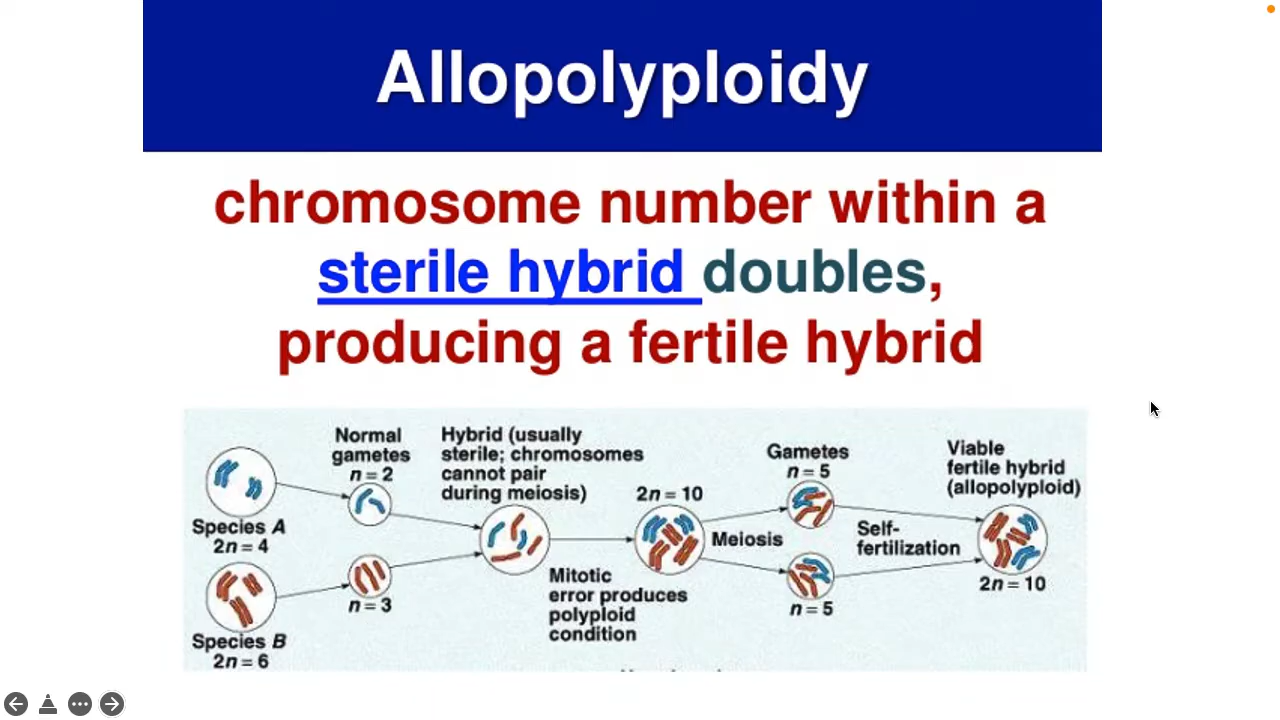 Allopolyploidy
chromosome number within a
sterile hybrid doubles,
producing a fertile hybrid
Normal
gametes
n = 2
Hybrid (usually
sterile; chromosomes
cannot pair
during meiosis)
2n = 10
Gametes
n = 5
Viable
fertile hybrid
(allopolyploid)
Species A
2n = 4
Meiosis
Self-
fertilization
n = 3
Mitotic
error produces
polyploid
condition
n = 5
2n = 10
Species B
2n = 6